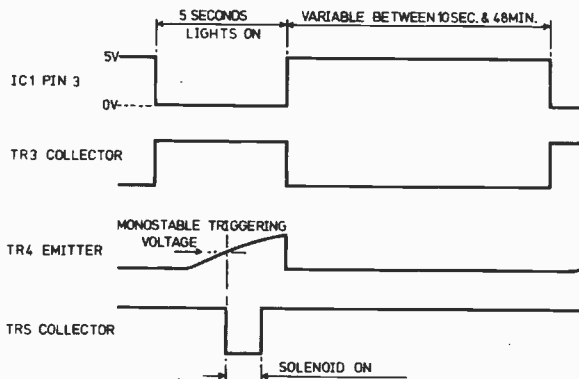 5 SECONDS
LIGHTS ON
VARIABLE BETWEEN 10SEC. & 48MIN.
5V
IC1 PIN 3
0V
TR3 COLLECTOR
MONOSTABLE TRIGGERING
VOLTAGE
TR4 EMITTER
TR5 COLLECTOR
SOLENOID ON